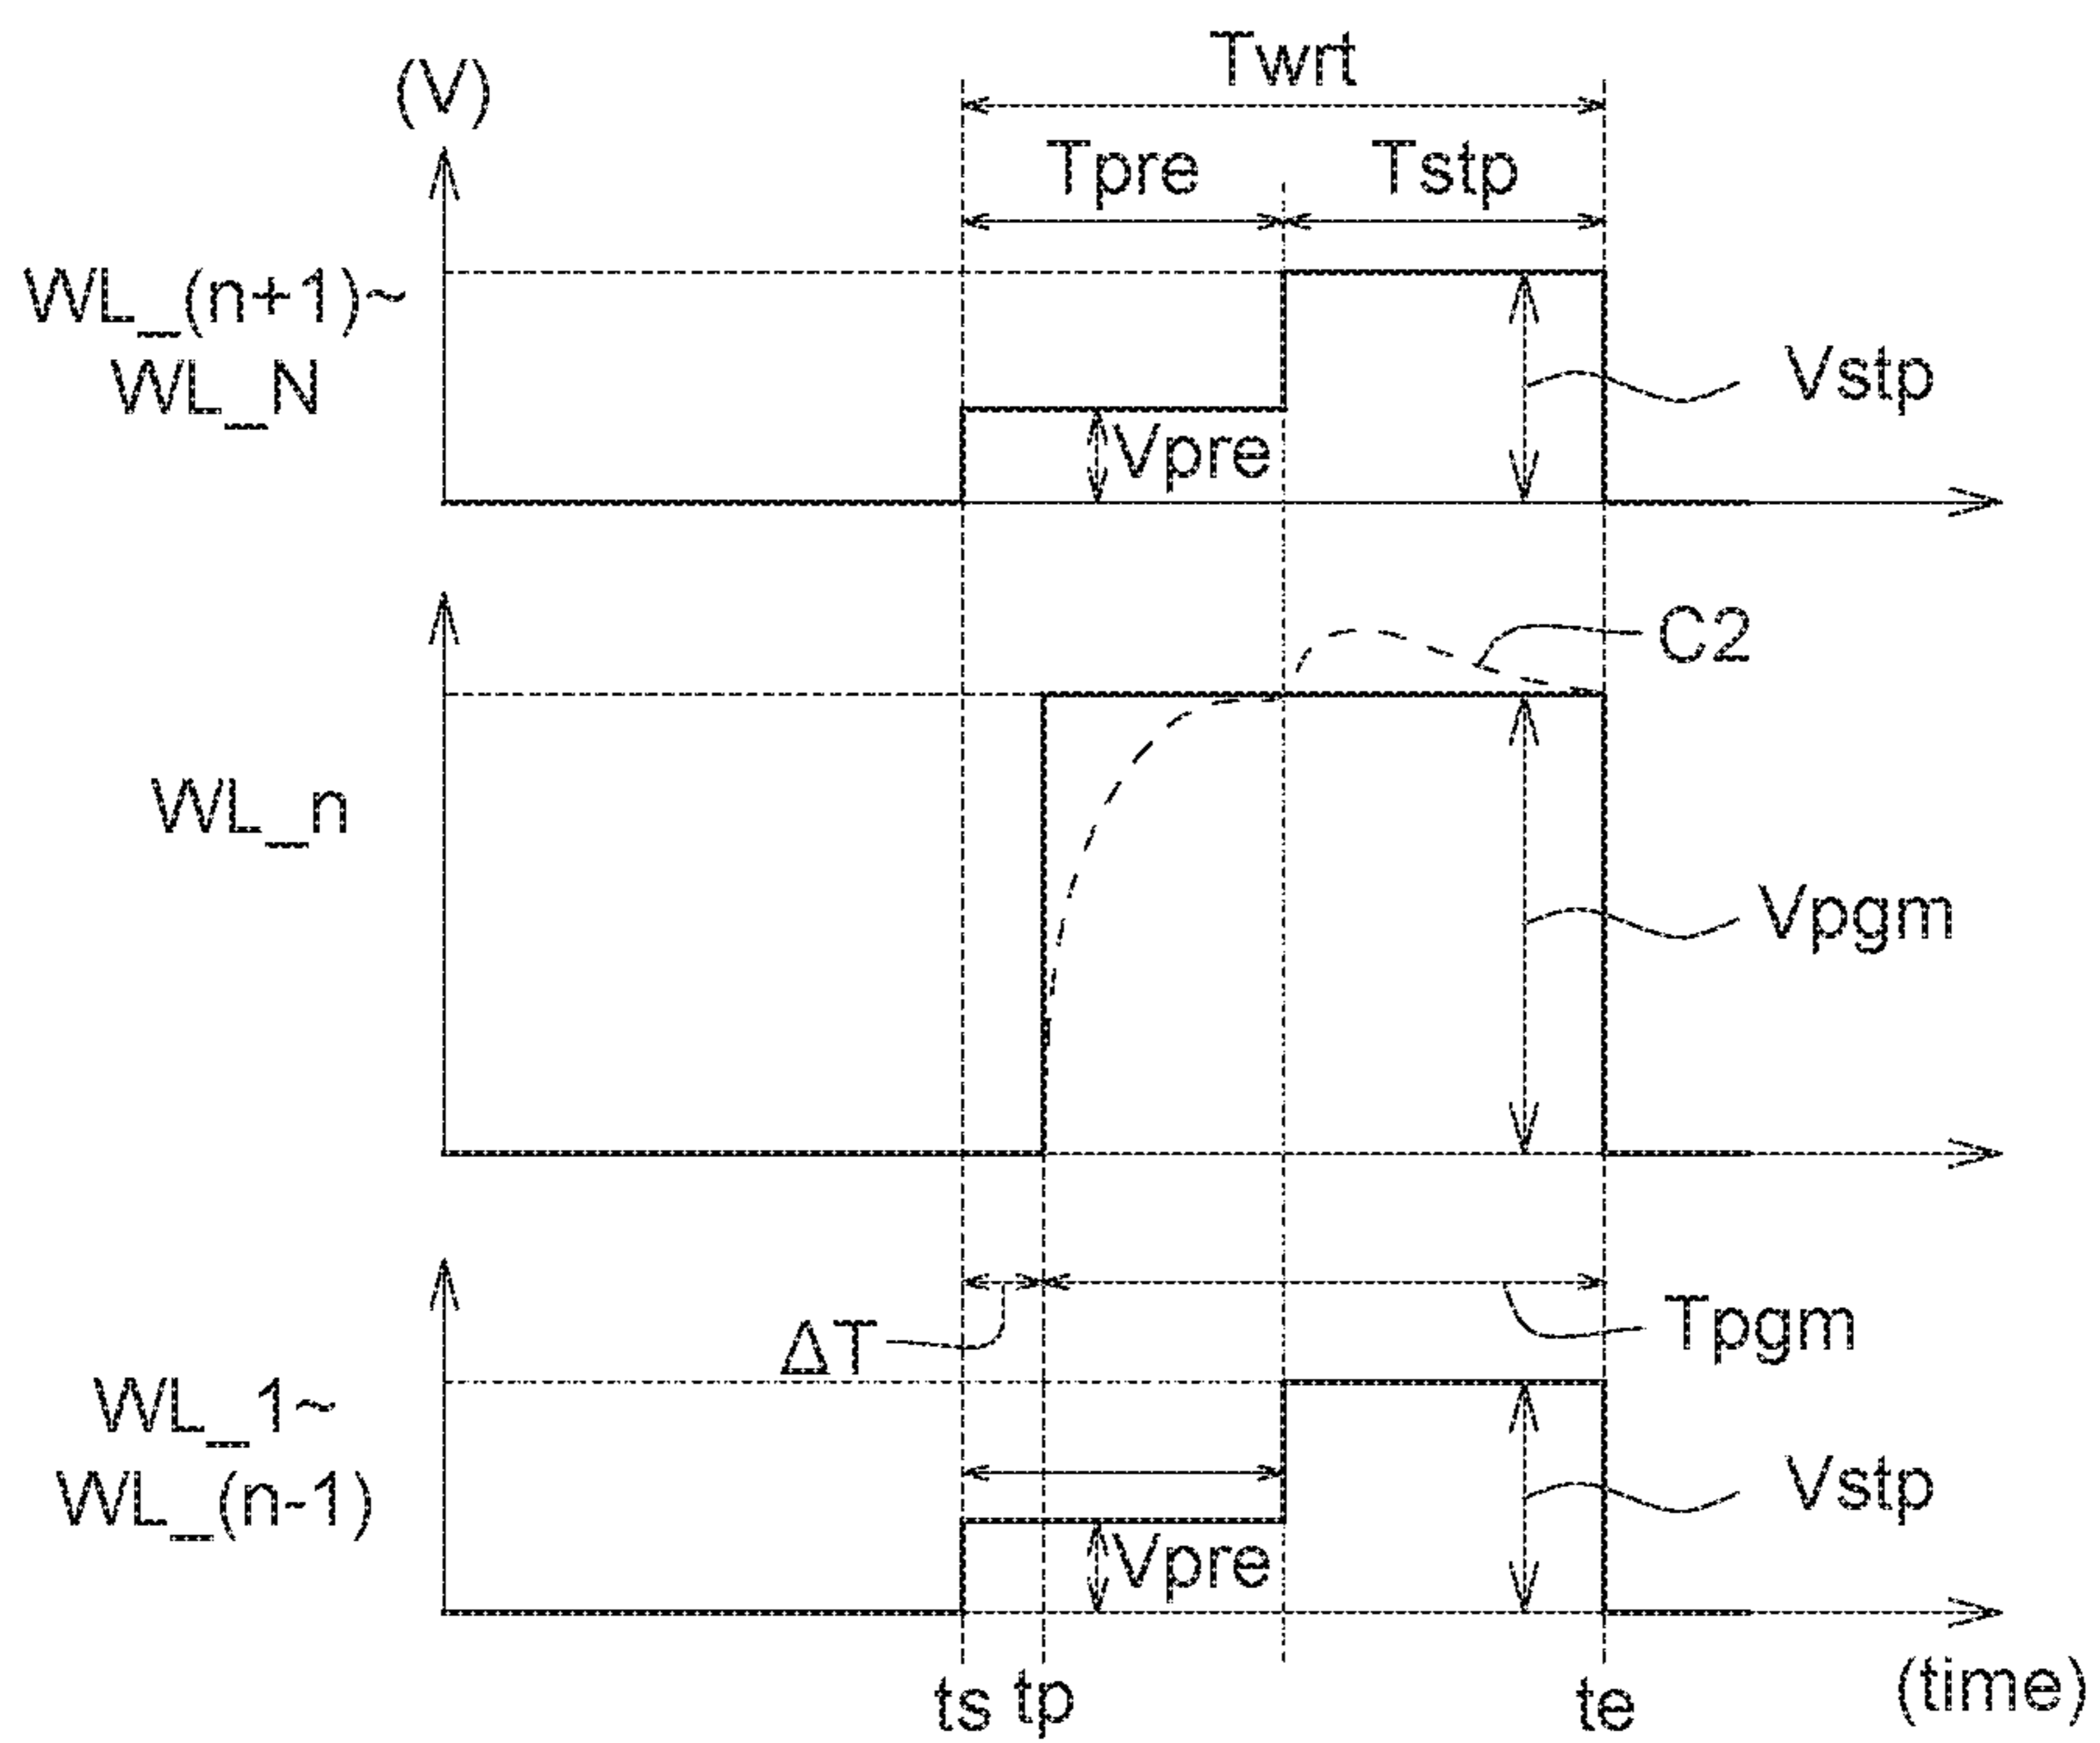 (V)
Twrt
Tpre
Tstp
WL_(n+1)~
WL_N
Vpre
Vstp
C2
WL_n
Vpgm
ΔT
Tpgm
WL_1~
WL_(n-1)
Vpre
Vstp
ts
tp
te
(time)